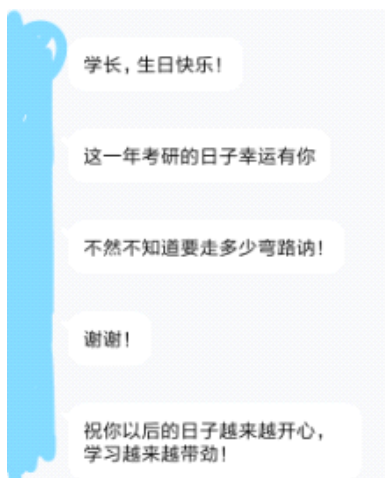 学长，生日快乐！
这一年考研的日子幸运有你
不然不知道要走多少弯路讷！
谢谢！
祝你以后的日子越来越开心，
学习越来越带劲！